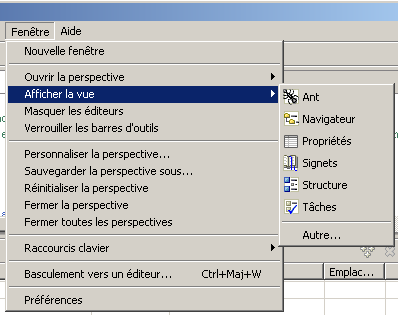 Fenêtre Aide
Nouvelle fenêtre
Ouvrir la perspective
Afficher la vue
Masquer les éditeurs
Verrouiller les barres d'outils
Personnaliser la perspective...
Sauvegarder la perspective sous...
Réinitialiser la perspective
Fermer la perspective
Fermer toutes les perspectives
Raccourcis clavier
Basculement vers un éditeur... Ctrl+Maj+W
Préférences
Ant
Navigateur
Propriétés
Signets
Structure
Tâches
Autre...
Emplac...